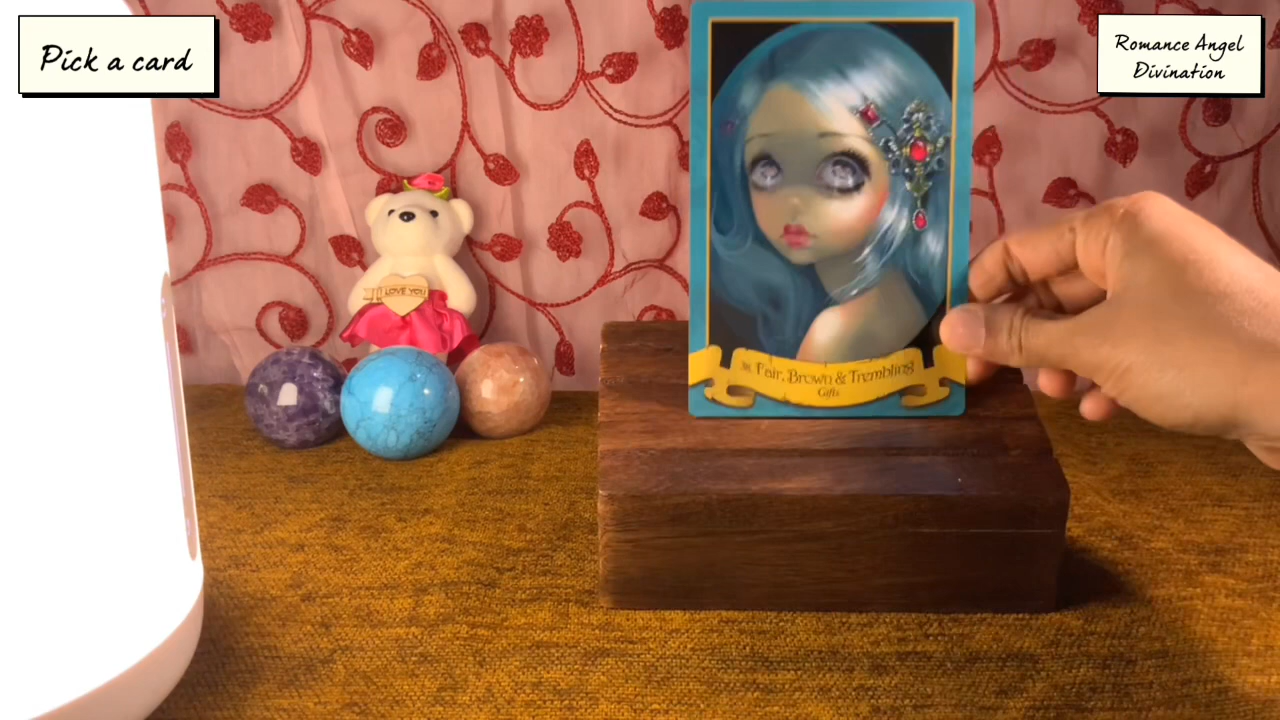 Pick a card
Romance Angel
Divination
LOVE YOU
Fair, Brown & Trembling
Gifts